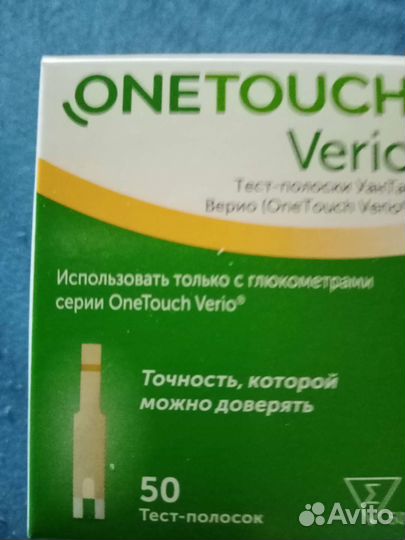 ONETOUCH
Verio
Тест-полоски УанТа
Верио (OneTouch Verio®
Использовать только с глюкометрами
серии OneTouch Verio®
Точность, которой
можно доверять
50
Тест-полосок
Σ
Avito